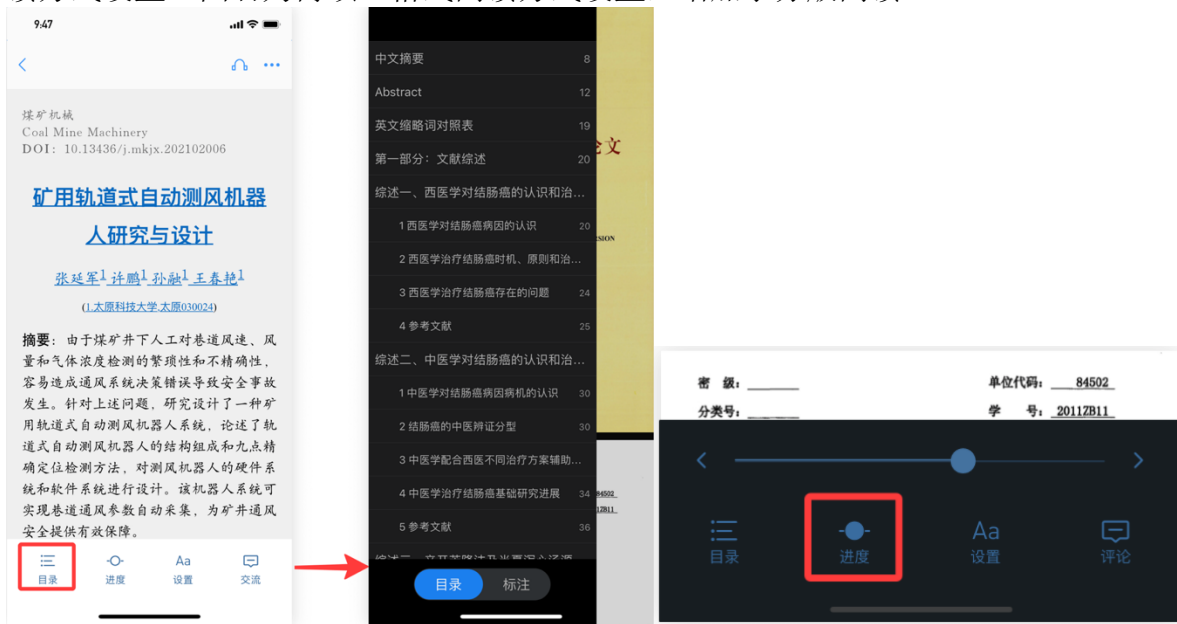 9:47
煤矿机械
Coal Mine Machinery
DOI: 10.13436/j.mkjx.202102006
矿用轨道式自动测风机器
人研究与设计
张延军1 许鹏1 孙融1 王春艳1
(1.太原科技大学,太原030024)
摘要：由于煤矿井下人工对巷道风速、风
量和气体浓度检测的繁琐性和不精确性，
容易造成通风系统决策错误导致安全事故
发生。针对上述问题，研究设计了一种矿
用轨道式自动测风机器人系统，论述了轨
道式自动测风机器人的结构组成和九点精
确定位检测方法，对测风机器人的硬件系
统和软件系统进行设计。该机器人系统可
实现巷道通风参数自动采集，为矿井通风
安全提供有效保障。
目录 进度 Aa 设置 交流
中文摘要 8
Abstract 12
英文缩略词对照表 19
第一部分：文献综述 20
综述一、西医学对结肠癌的认识和治...
1 西医学对结肠癌病因的认识 20
2 西医学治疗结肠癌时机、原则和治...
3 西医学治疗结肠癌存在的问题 24
4 参考文献 25
综述二、中医学对结肠癌的认识和治...
1 中医学对结肠癌病因病机的认识 30
2 结肠癌的中医辨证分型 30
3 中医学配合西医不同治疗方案辅助...
4 中医学治疗结肠癌基础研究进展 34
5 参考文献 36
目录 标注
论文
SION
84502
密 级：
单位代码： 84502
分类号：
学 号： 2011ZB11
目录 进度 Aa 设置 评论